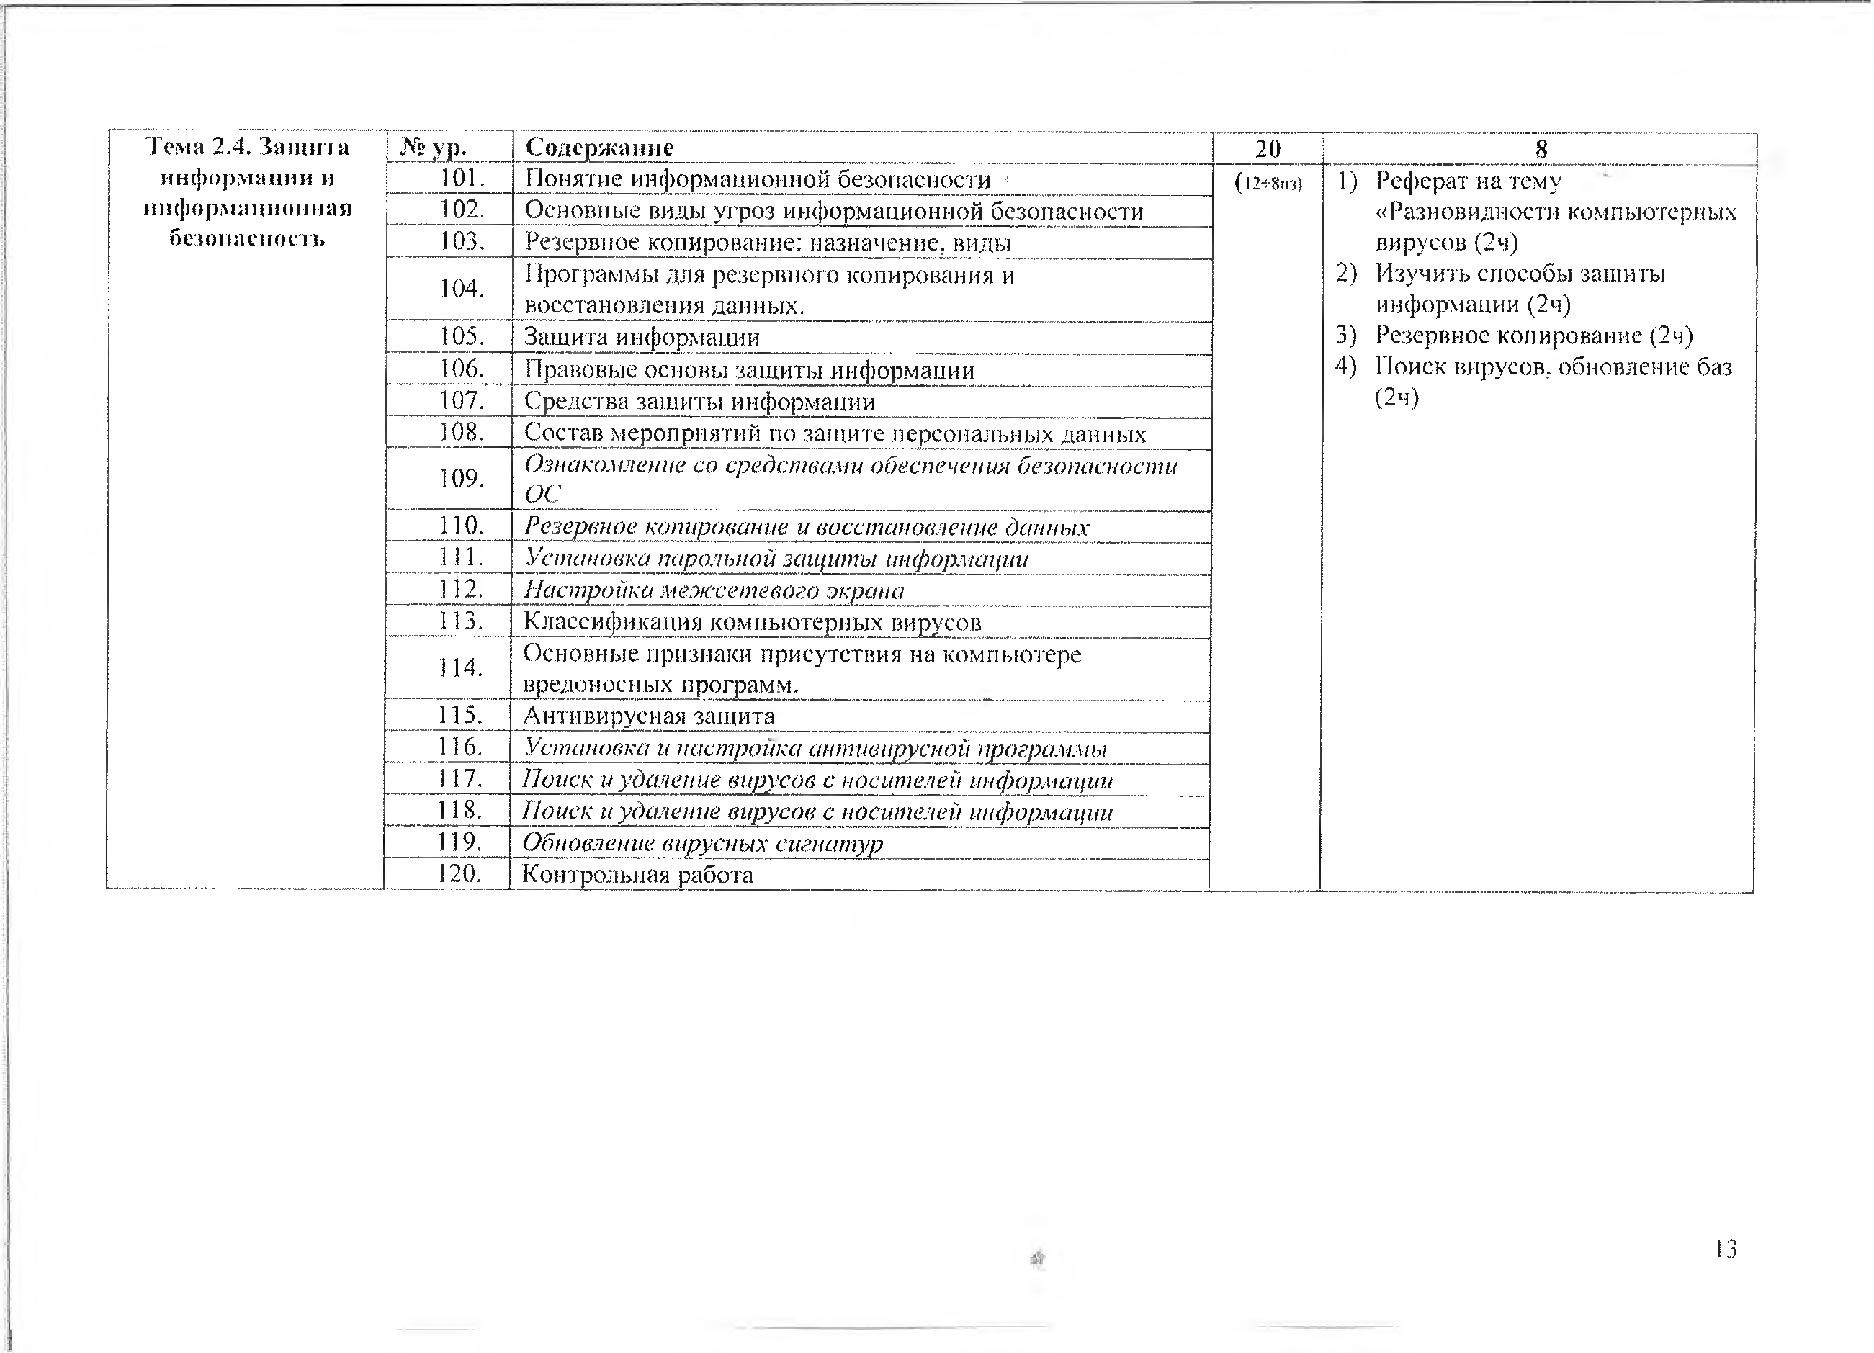 Тема 2.4. Защита
информации и
информационная
безопасность
№ ур.
Содержание
20
8
101.
Понятие информационной безопасности
102.
Основные виды угроз информационной безопасности
103.
Резервное копирование: назначение, виды
104.
Программы для резервного копирования и
восстановления данных.
105.
Защита информации
106.
Правовые основы защиты информации
107.
Средства защиты информации
108.
Состав мероприятий по защите персональных данных
109.
Ознакомление со средствами обеспечения безопасности
ОС
110.
Резервное копирование и восстановление данных
111.
Установка парольной защиты информации
112.
Настройка межсетевого экрана
113.
Классификация компьютерных вирусов
114.
Основные признаки присутствия на компьютере
вредоносных программ.
115.
Антивирусная защита
116.
Установка и настройка антивирусной программы
117.
Поиск и удаление вирусов с носителей информации
118.
Поиск и удаление вирусов с носителей информации
119.
Обновление вирусных сигнатур
120.
Контрольная работа
(12+8пз)
1) Реферат на тему
«Разновидности компьютерных
вирусов (2ч)
2) Изучить способы защиты
информации (2ч)
3) Резервное копирование (2ч)
4) Поиск вирусов, обновление баз
(2ч)
13